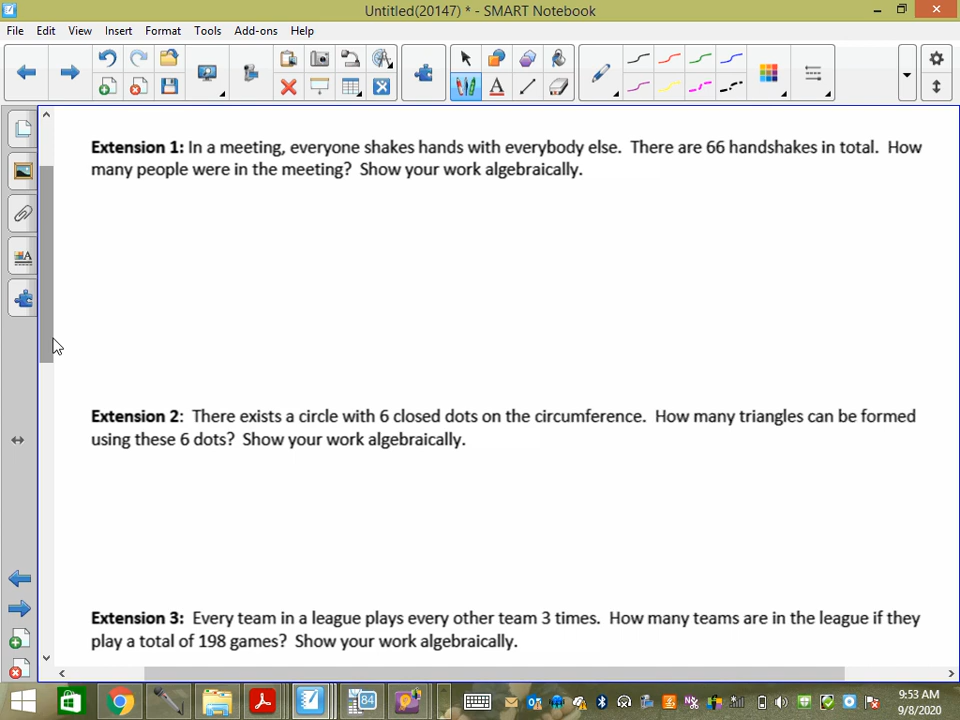 Untitled(20147) * - SMART Notebook
File Edit View Insert Format Tools Add-ons Help
Extension 1: In a meeting, everyone shakes hands with everybody else. There are 66 handshakes in total. How
many people were in the meeting? Show your work algebraically.
Extension 2: There exists a circle with 6 closed dots on the circumference. How many triangles can be formed
using these 6 dots? Show your work algebraically.
Extension 3: Every team in a league plays every other team 3 times. How many teams are in the league if they
play a total of 198 games? Show your work algebraically.
9:53 AM
9/8/2020